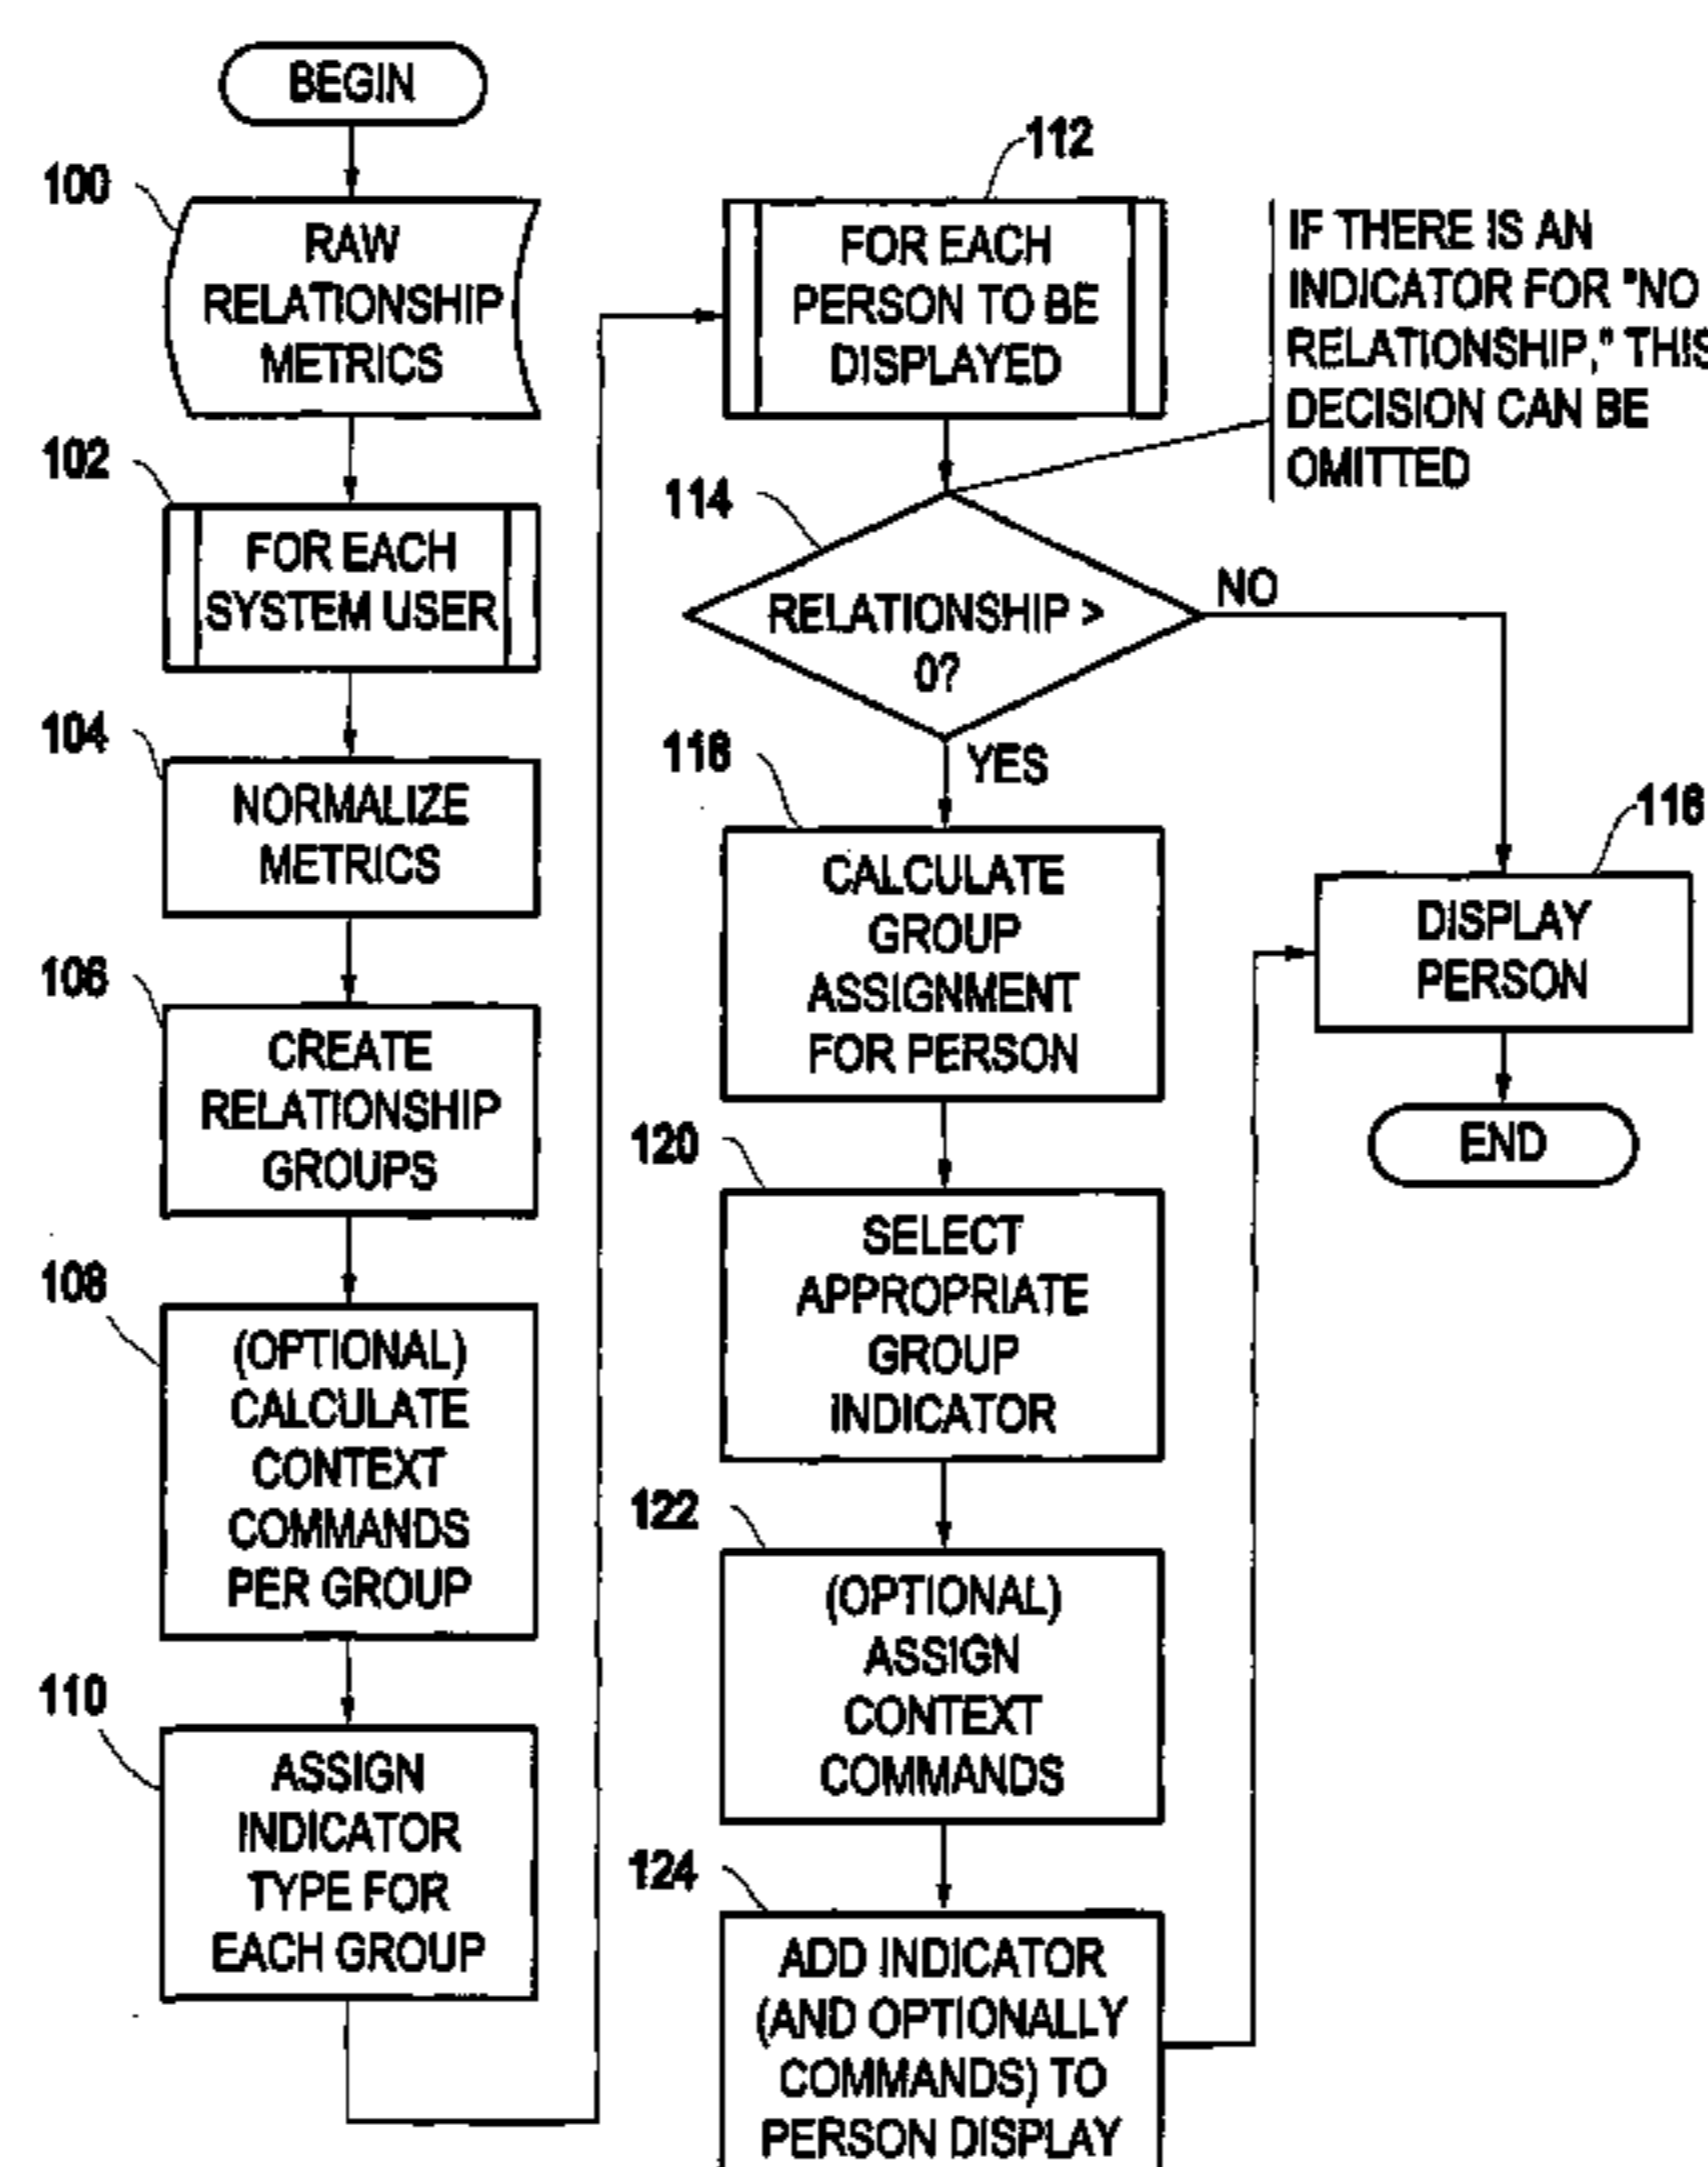 BEGIN
100
RAW
RELATIONSHIP
METRICS
102
FOR EACH
SYSTEM USER
104
NORMALIZE
METRICS
106
CREATE
RELATIONSHIP
GROUPS
108
(OPTIONAL)
CALCULATE
CONTEXT
COMMANDS
PER GROUP
110
ASSIGN
INDICATOR
TYPE FOR
EACH GROUP
112
FOR EACH
PERSON TO BE
DISPLAYED
IF THERE IS AN
INDICATOR FOR "NO
RELATIONSHIP," THIS
DECISION CAN BE
OMITTED
114
RELATIONSHIP >
0?
NO
YES
118
CALCULATE
GROUP
ASSIGNMENT
FOR PERSON
120
SELECT
APPROPRIATE
GROUP
INDICATOR
122
(OPTIONAL)
ASSIGN
CONTEXT
COMMANDS
124
ADD INDICATOR
(AND OPTIONALLY
COMMANDS) TO
PERSON DISPLAY
116
DISPLAY
PERSON
END